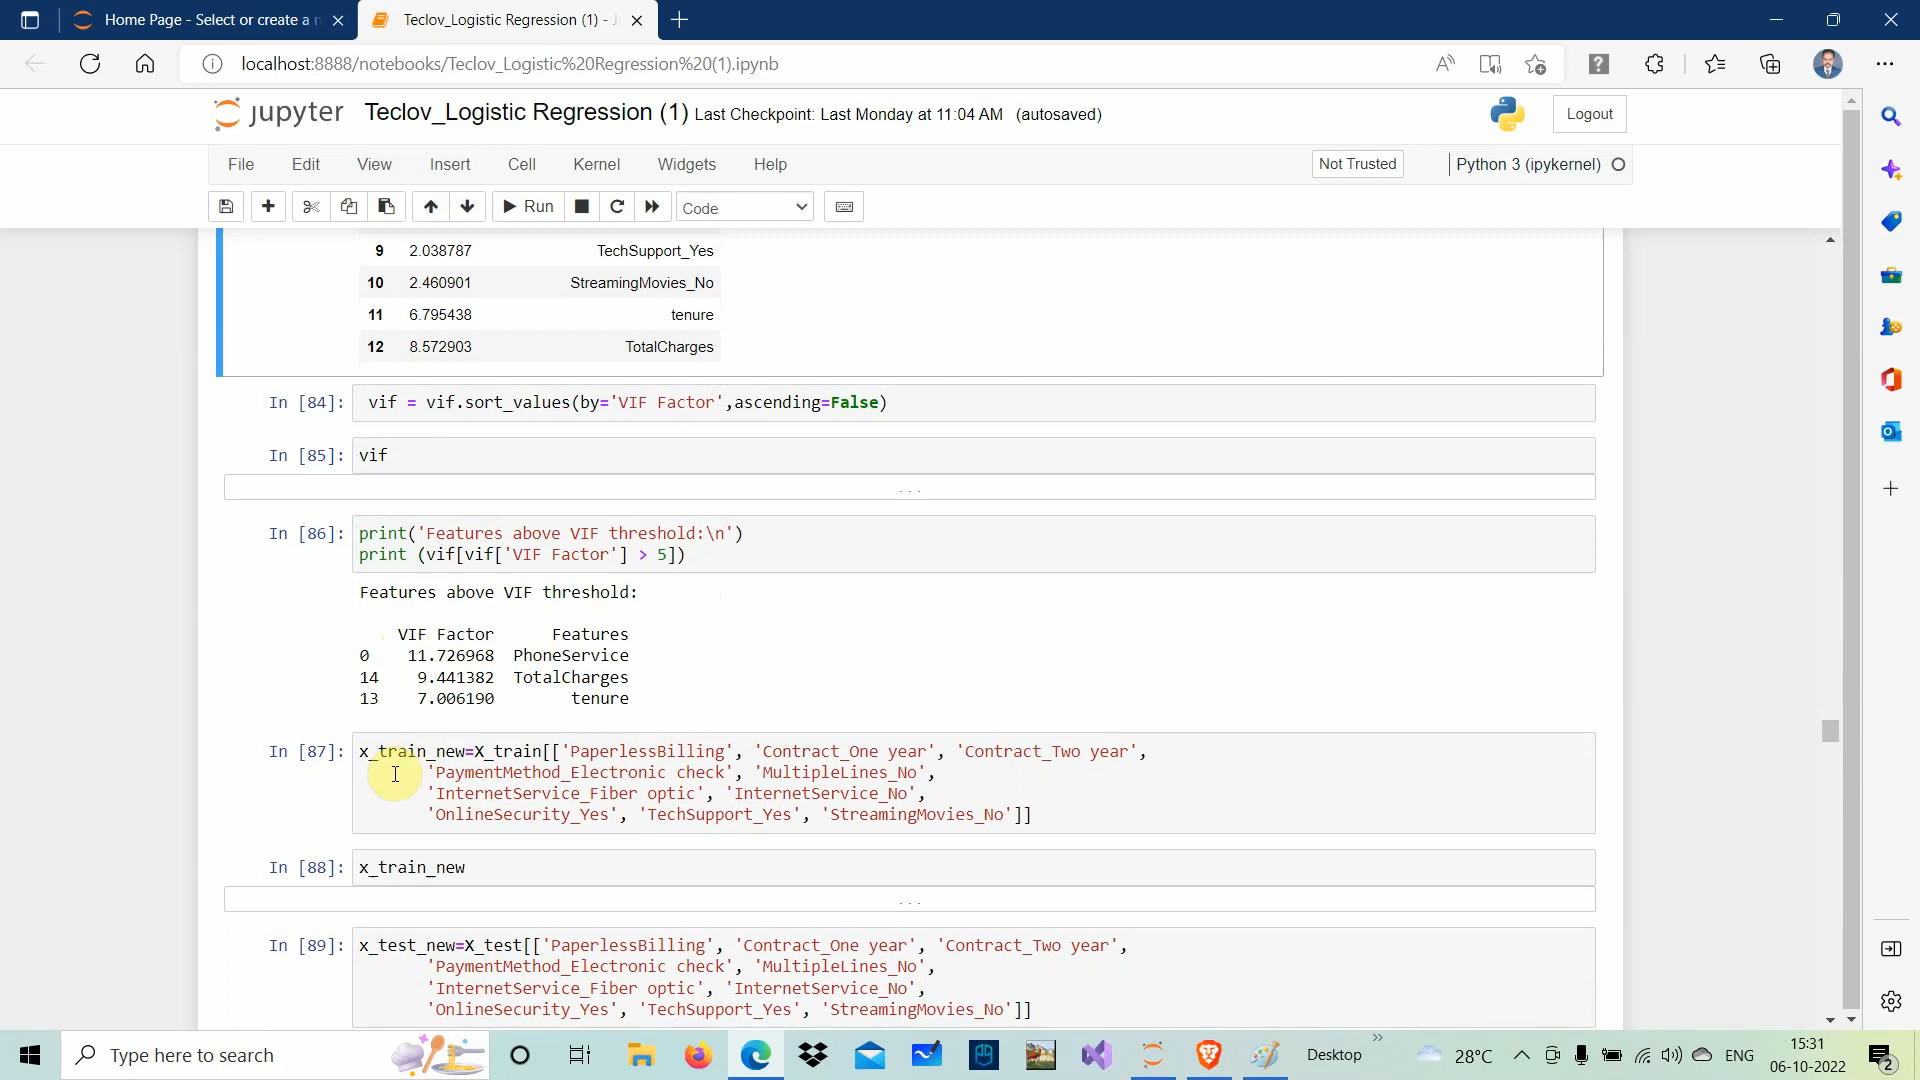 Home Page - Select or create a n
Teclov_Logistic Regression (1) - J
localhost:8888/notebooks/Teclov_Logistic%20Regression%20(1).ipynb
jupyter Teclov_Logistic Regression (1) Last Checkpoint: Last Monday at 11:04 AM (autosaved)
Logout
File Edit View Insert Cell Kernel Widgets Help
Not Trusted
Python 3 (ipykernel)
Run
Code
9 2.038787 TechSupport_Yes
10 2.460901 StreamingMovies_No
11 6.795438 tenure
12 8.572903 TotalCharges
In [84]: vif = vif.sort_values(by='VIF Factor',ascending=False)
In [85]: vif
...
In [86]: print('Features above VIF threshold:\n')
print (vif[vif['VIF Factor'] > 5])
Features above VIF threshold:
VIF Factor Features
0 11.726968 PhoneService
14 9.441382 TotalCharges
13 7.006190 tenure
In [87]: x_train_new=X_train[['PaperlessBilling', 'Contract_One year', 'Contract_Two year',
'PaymentMethod_Electronic check', 'MultipleLines_No',
'InternetService_Fiber optic', 'InternetService_No',
'OnlineSecurity_Yes', 'TechSupport_Yes', 'StreamingMovies_No']]
In [88]: x_train_new
...
In [89]: x_test_new=X_test[['PaperlessBilling', 'Contract_One year', 'Contract_Two year',
'PaymentMethod_Electronic check', 'MultipleLines_No',
'InternetService_Fiber optic', 'InternetService_No',
'OnlineSecurity_Yes', 'TechSupport_Yes', 'StreamingMovies_No']]
Type here to search
Desktop
28°C
ENG
15:31
06-10-2022
2